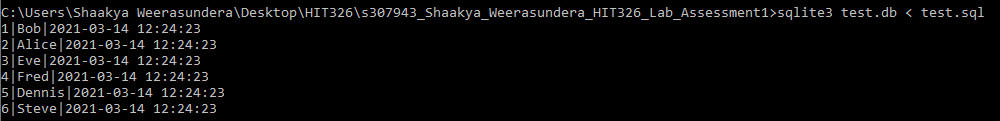 C:\Users\Shaakya Weerasundera\Desktop\HIT326\s307943_Shaakya_Weerasundera_HIT326_Lab_Assessment1>sqlite3 test.db < test.sql
1|Bob|2021-03-14 12:24:23
2|Alice|2021-03-14 12:24:23
3|Eve|2021-03-14 12:24:23
4|Fred|2021-03-14 12:24:23
5|Dennis|2021-03-14 12:24:23
6|Steve|2021-03-14 12:24:23